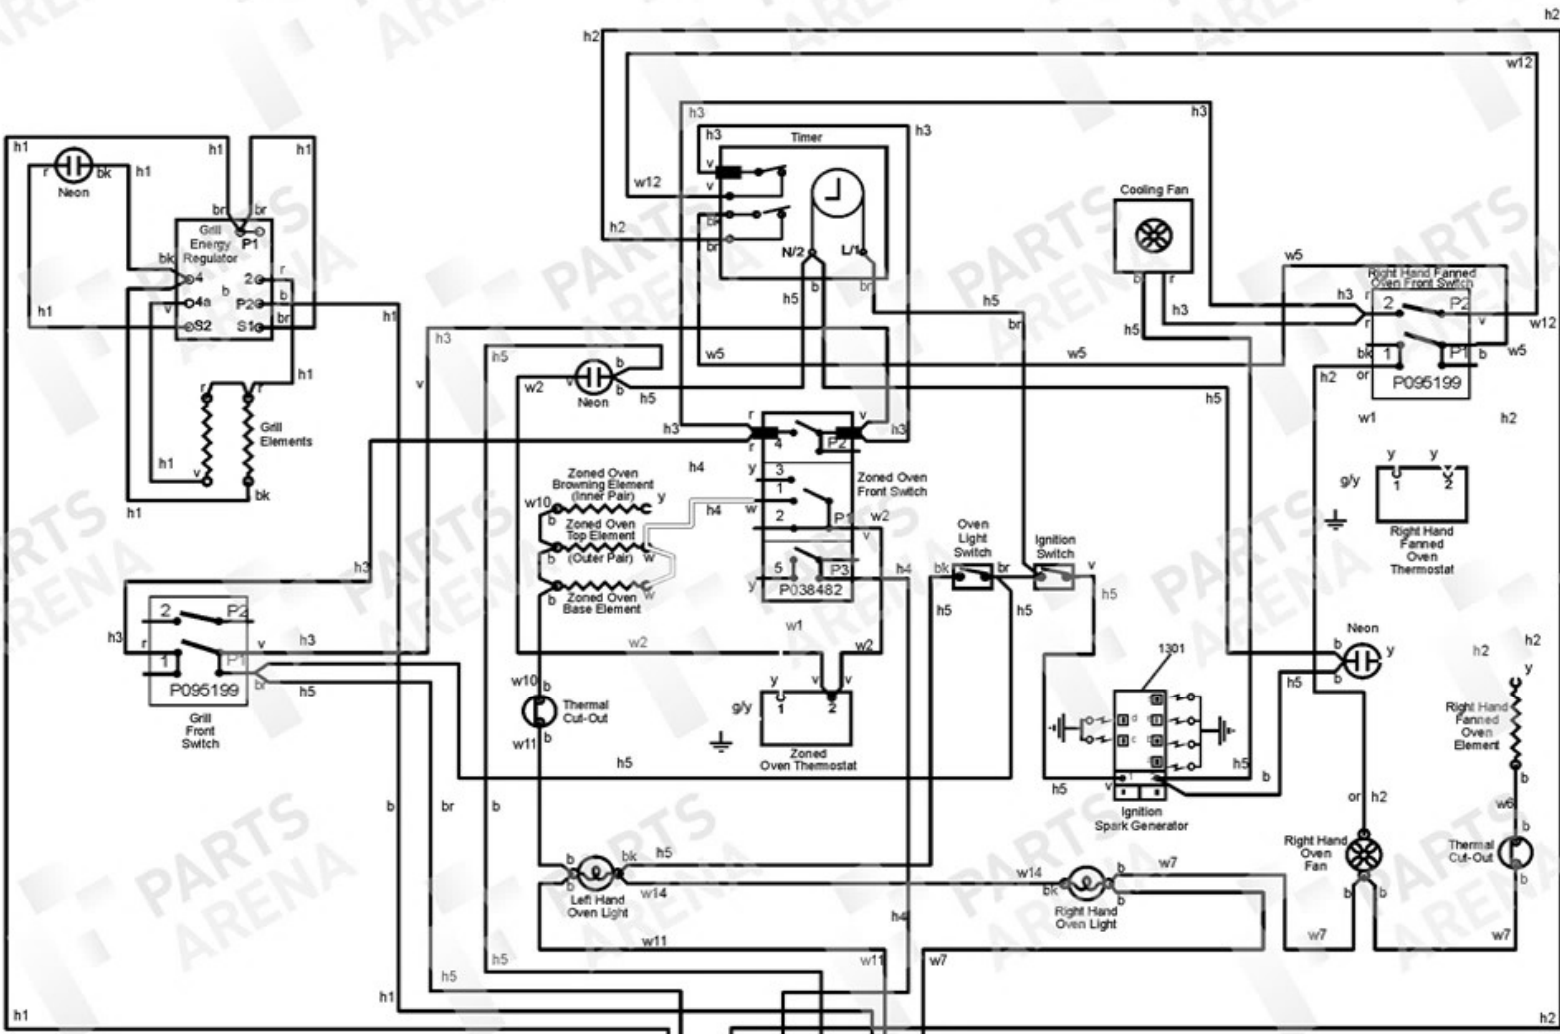 h2
h2
w12
h3
h3
h3
h3
Timer
h1
h1
h1
r
bk
h1
Neon
v
v
w12
Cooling Fan
br
br
Grill
Energy
Regulator
P1
h2
bk
br
N/2
L/1
w5
bk
4
2
r
b
b
r
Right Hand Fanned
Oven Front Switch
4a
b
P2
b
h5
b
br
h5
h3
h3
r
2
P2
h1
v
S2
S1
br
h1
br
h5
r
v
w12
h3
h5
w5
w5
bk
1
P1
b
w5
h1
v
w2
v
b
b
Neon
h5
h5
h2
or
P095199
r
r
w1
h2
Grill
Elements
r
h3
r
4
P2
v
h3
h1
v
bk
h1
h4
y
3
1
w
2
P1
v
w2
Zoned Oven
Front Switch
Zoned Oven
Browning Element
(Inner Pair)
y
w10
b
h4
Zoned Oven
Top Element
(Outer Pair)
b
w
Zoned Oven
Base Element
b
w
y
5
P3
h4
P038482
w1
y
y
g/y
1
2
Right Hand
Fanned
Oven
Thermostat
Oven
Light
Switch
Ignition
Switch
bk
br
v
h5
h5
h5
h3
2
P2
h3
r
1
P1
v
h3
br
h5
P095199
Grill
Front
Switch
w2
w2
Neon
b
b
y
h5
h2
h2
1301
w10
b
Thermal
Cut-Out
w11
b
y
v
v
g/y
1
2
Zoned
Oven Thermostat
d
c
y
Right Hand
Fanned
Oven
Element
b
h5
h5
b
h5
v
Ignition
Spark Generator
b
br
b
or
h2
w6
b
Thermal
Cut-Out
b
Right Hand
Oven
Fan
b
b
b
bk
h5
b
w14
Left Hand
Oven Light
w14
bk
b
w7
b
Right Hand
Oven Light
h4
w11
w11
w7
w7
w7
h5
h5
h1
h1
h2
PARTS
ARENA